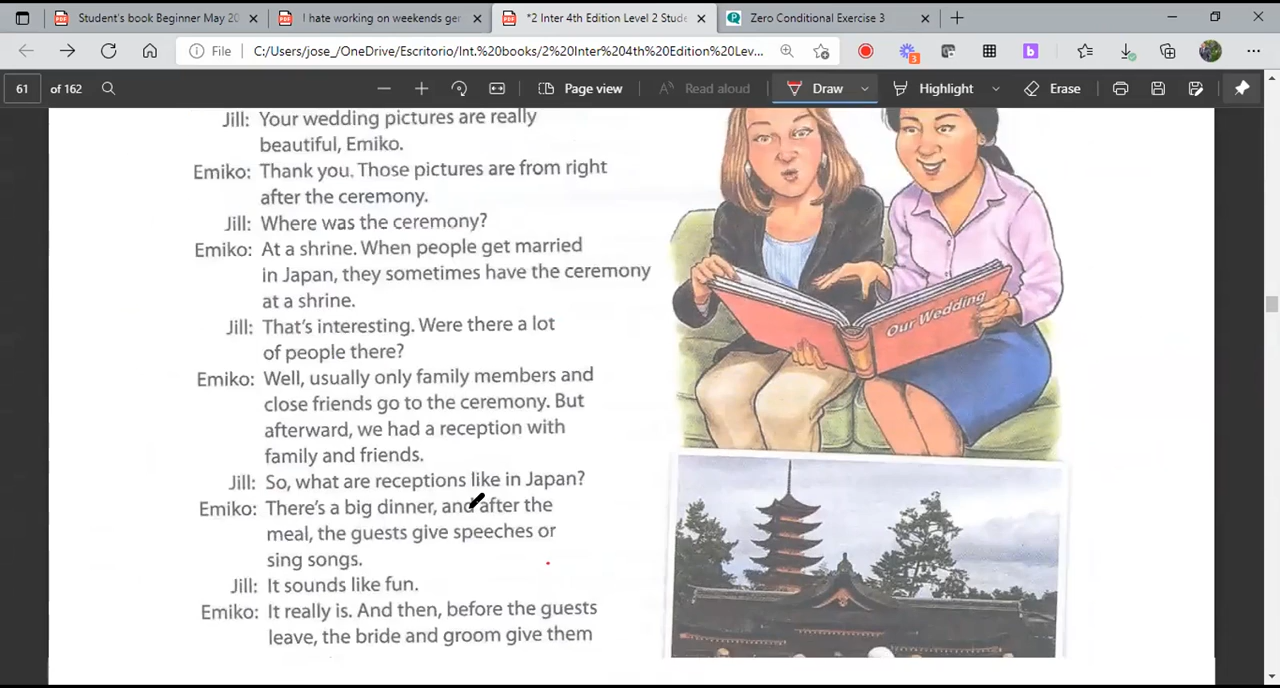 Student's book Beginner May 20
I hate working on weekends ger
*2 Inter 4th Edition Level 2 Stude
Zero Conditional Exercise 3
File
C:/Users/jose_/OneDrive/Escritorio/Int.%20books/2%20Inter%204th%20Edition%20Lev...
3
61 of 162
Page view
Read aloud
Draw
Highlight
Erase
Jill: Your wedding pictures are really
beautiful, Emiko.
Emiko: Thank you. Those pictures are from right
after the ceremony.
Jill: Where was the ceremony?
Emiko: At a shrine. When people get married
in Japan, they sometimes have the ceremony
at a shrine.
Jill: That's interesting. Were there a lot
of people there?
Emiko: Well, usually only family members and
close friends go to the ceremony. But
afterward, we had a reception with
family and friends.
Jill: So, what are receptions like in Japan?
Emiko: There's a big dinner, and after the
meal, the guests give speeches or
sing songs.
Jill: It sounds like fun.
Emiko: It really is. And then, before the guests
leave, the bride and groom give them
Our Wedding